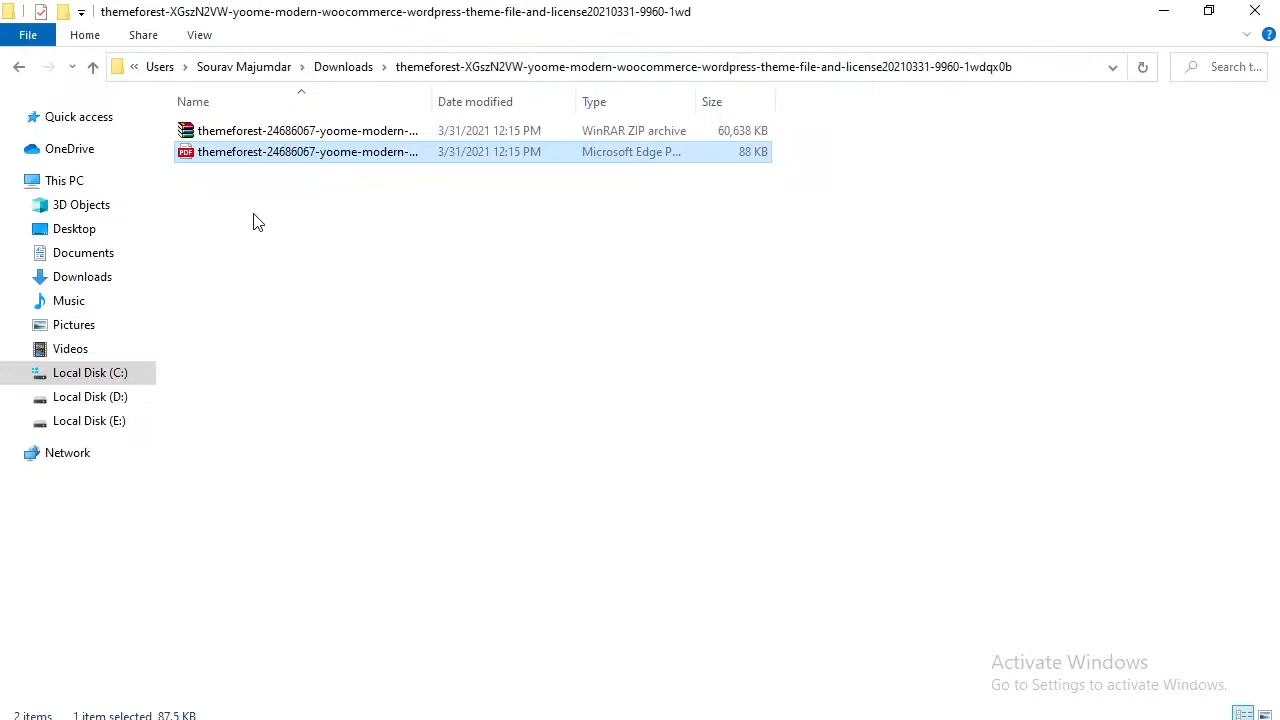 themeforest-XGszN2VW-yoome-modern-woocommerce-wordpress-theme-file-and-license20210331-9960-1wd
File Home Share View
« Users > Sourav Majumdar > Downloads > themeforest-XGszN2VW-yoome-modern-woocommerce-wordpress-theme-file-and-license20210331-9960-1wdqx0b Search t...
Name Date modified Type Size
themeforest-24686067-yoome-modern-... 3/31/2021 12:15 PM WinRAR ZIP archive 60,638 KB
PDF themeforest-24686067-yoome-modern-... 3/31/2021 12:15 PM Microsoft Edge P... 88 KB
Quick access
OneDrive
This PC
3D Objects
Desktop
Documents
Downloads
Music
Pictures
Videos
Local Disk (C:)
Local Disk (D:)
Local Disk (E:)
Network
Activate Windows
Go to Settings to activate Windows.
2 items 1 item selected 87.5 KB